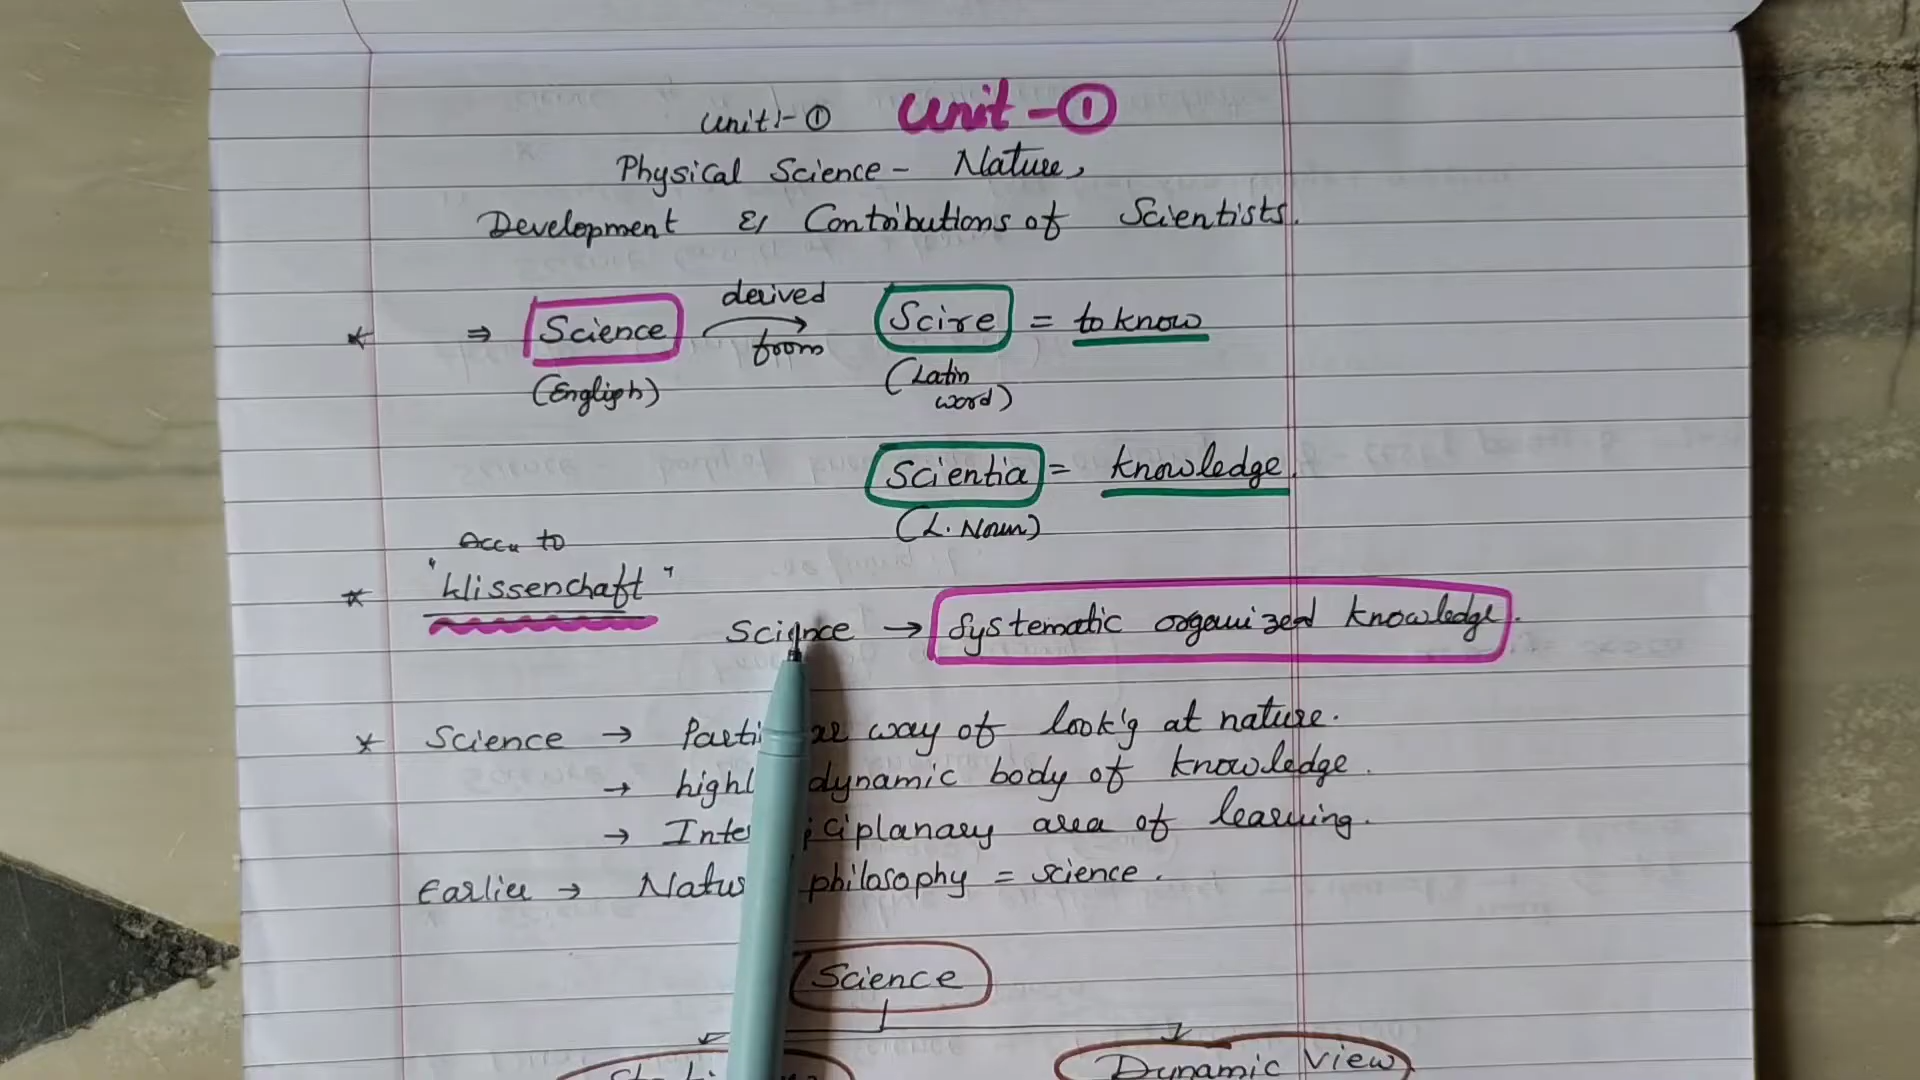 Unit:- ① Unit - ①
Physical Science - Nature,
Development & Contributions of Scientists.
* ⇒ Science derived from Scire = to know
(English) (Latin word)
Scientia = knowledge.
(L. Noun)
Accu to
* "Wissenchaft"
Science → Systematic organized knowledge.
* Science → way of look'g at nature.
→ dynamic body of knowledge.
→ area of learning.
Earlier → philosophy = science.
Science
Dynamic View